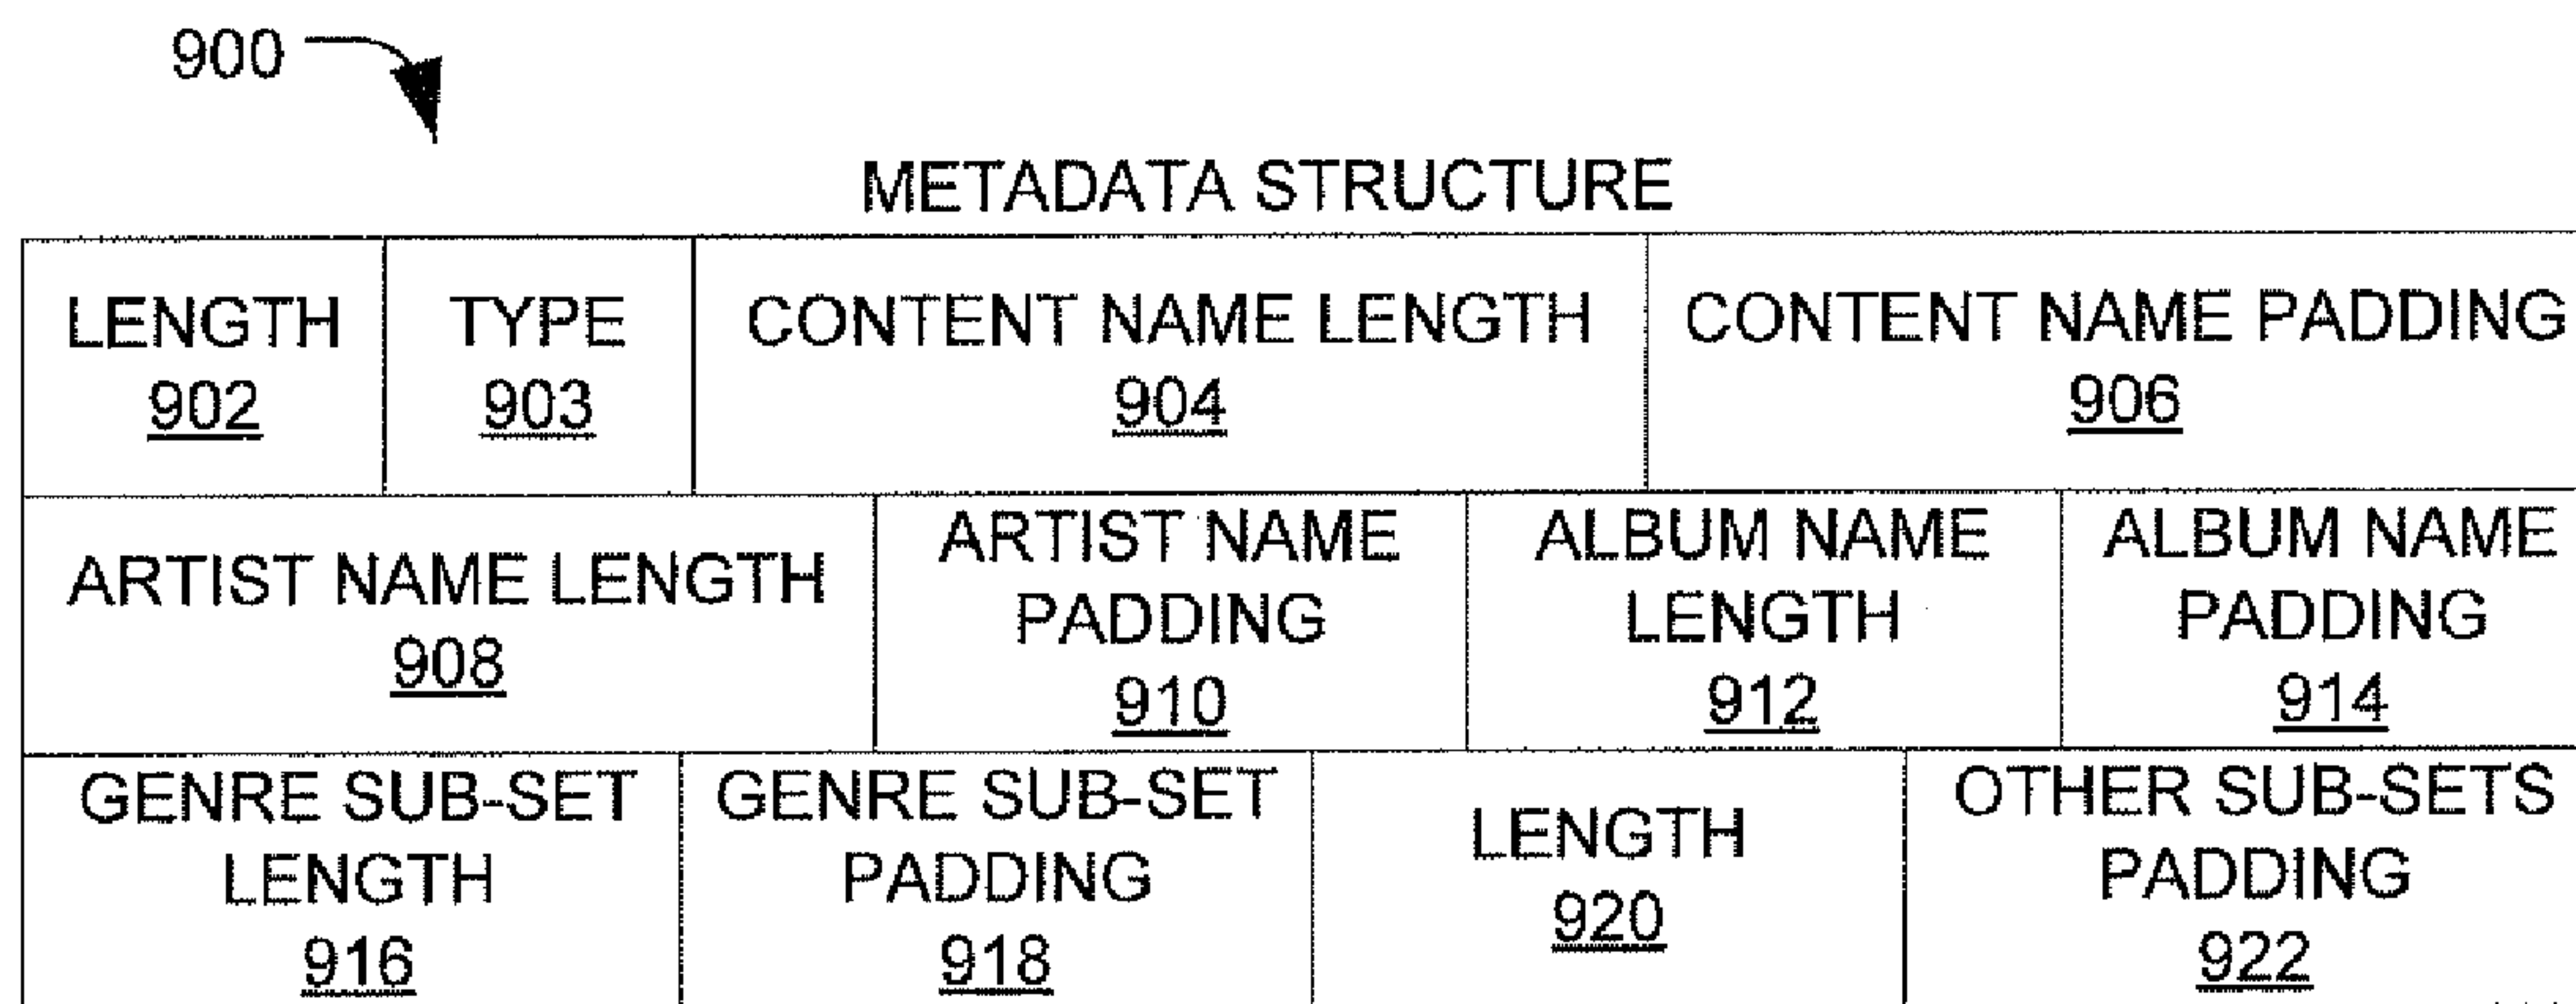 900
METADATA STRUCTURE
LENGTH
902
TYPE
903
CONTENT NAME LENGTH
904
CONTENT NAME PADDING
906
ARTIST NAME LENGTH
908
ARTIST NAME
PADDING
910
ALBUM NAME
LENGTH
912
ALBUM NAME
PADDING
914
GENRE SUB-SET
LENGTH
916
GENRE SUB-SET
PADDING
918
LENGTH
920
OTHER SUB-SETS
PADDING
922